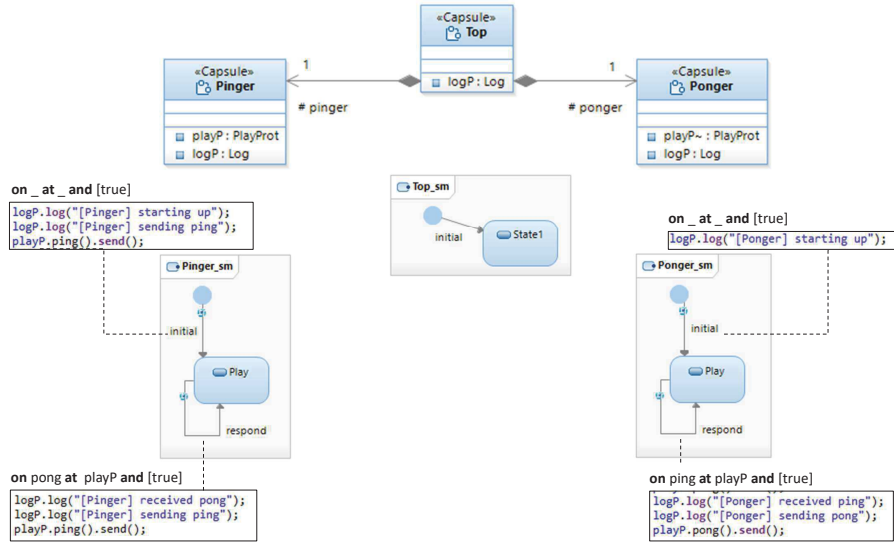 «Capsule»
Top
logP : Log
«Capsule»
Pinger
playP : PlayProt
logP : Log
1
# pinger
1
# ponger
«Capsule»
Ponger
playP~ : PlayProt
logP : Log
on _ at _ and [true]
logP.log("[Pinger] starting up");
logP.log("[Pinger] sending ping");
playP.ping().send();
Top_sm
initial
State1
on _ at _ and [true]
logP.log("[Ponger] starting up");
Pinger_sm
initial
Play
respond
Ponger_sm
initial
Play
respond
on pong at playP and [true]
logP.log("[Pinger] received pong");
logP.log("[Pinger] sending ping");
playP.ping().send();
on ping at playP and [true]
logP.log("[Ponger] received ping");
logP.log("[Ponger] sending pong");
playP.pong().send();